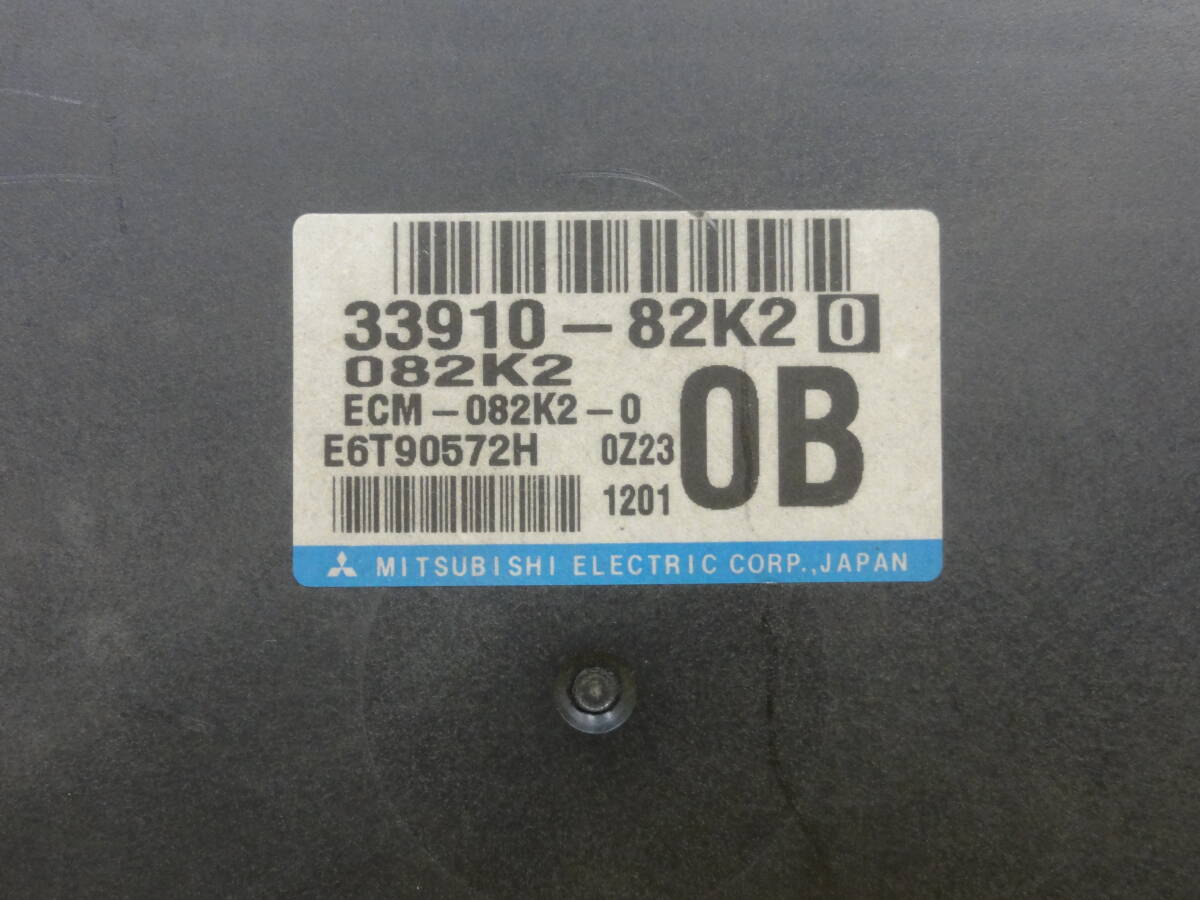 33910-82K2 0
082K2
ECM-082K2-0
E6T90572H 0Z23
1201
0B
MITSUBISHI ELECTRIC CORP.,JAPAN